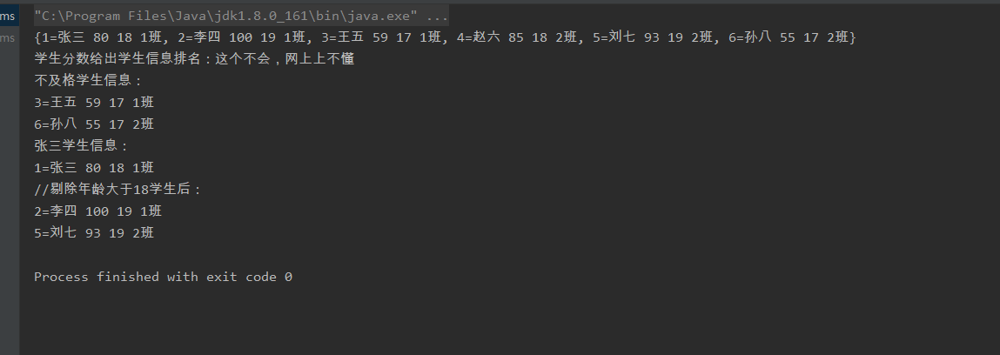 ms
"C:\Program Files\Java\jdk1.8.0_161\bin\java.exe" ...
ms
{1=张三 80 18 1班, 2=李四 100 19 1班, 3=王五 59 17 1班, 4=赵六 85 18 2班, 5=刘七 93 19 2班, 6=孙八 55 17 2班}
学生分数给出学生信息排名：这个不会，网上上不懂
不及格学生信息：
3=王五 59 17 1班
6=孙八 55 17 2班
张三学生信息：
1=张三 80 18 1班
//剔除年龄大于18学生后：
2=李四 100 19 1班
5=刘七 93 19 2班
Process finished with exit code 0